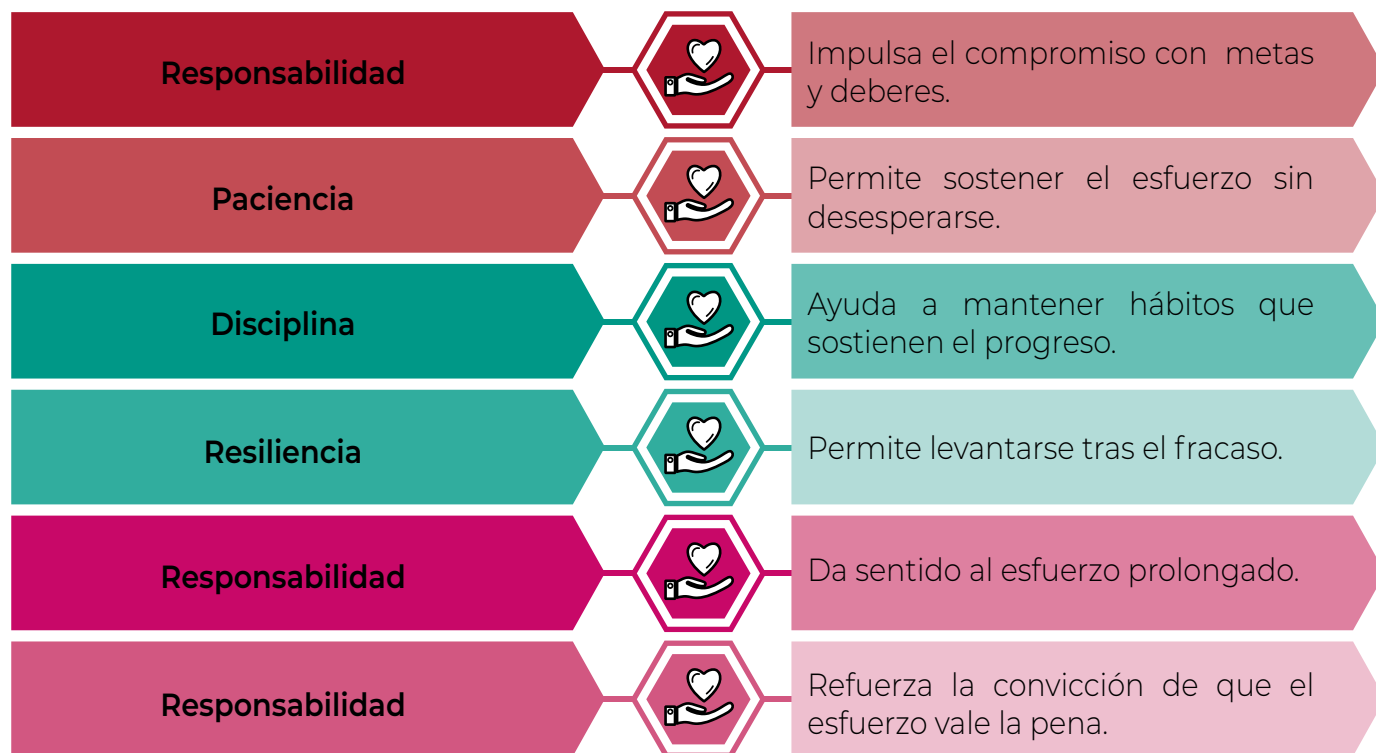 Responsabilidad
Impulsa el compromiso con metas
y deberes.
Paciencia
Permite sostener el esfuerzo sin
desesperarse.
Disciplina
Ayuda a mantener hábitos que
sostienen el progreso.
Resiliencia
Permite levantarse tras el fracaso.
Responsabilidad
Da sentido al esfuerzo prolongado.
Responsabilidad
Refuerza la convicción de que el
esfuerzo vale la pena.